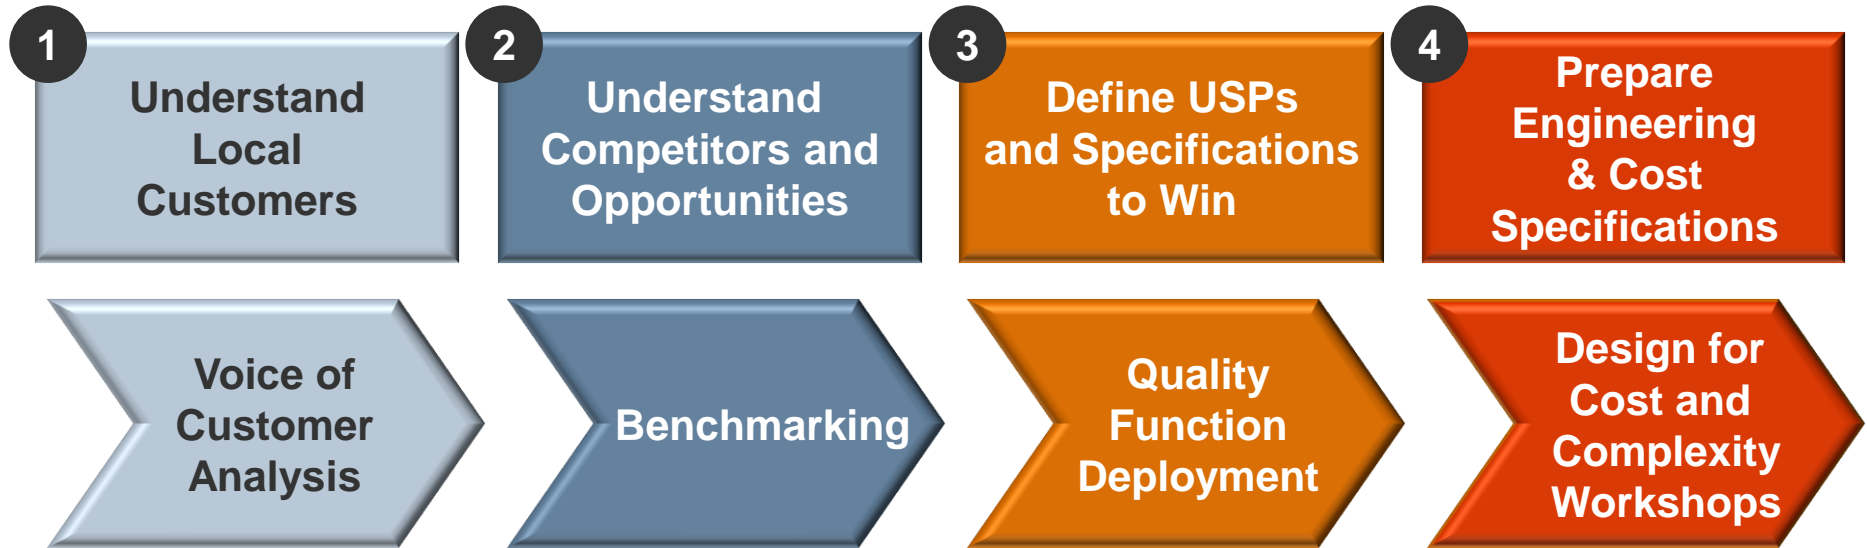 1
Understand
Local
Customers
2
Understand
Competitors and
Opportunities
3
Define USPs
and Specifications
to Win
4
Prepare
Engineering
& Cost
Specifications
Voice of
Customer
Analysis
Benchmarking
Quality
Function
Deployment
Design for
Cost and
Complexity
Workshops